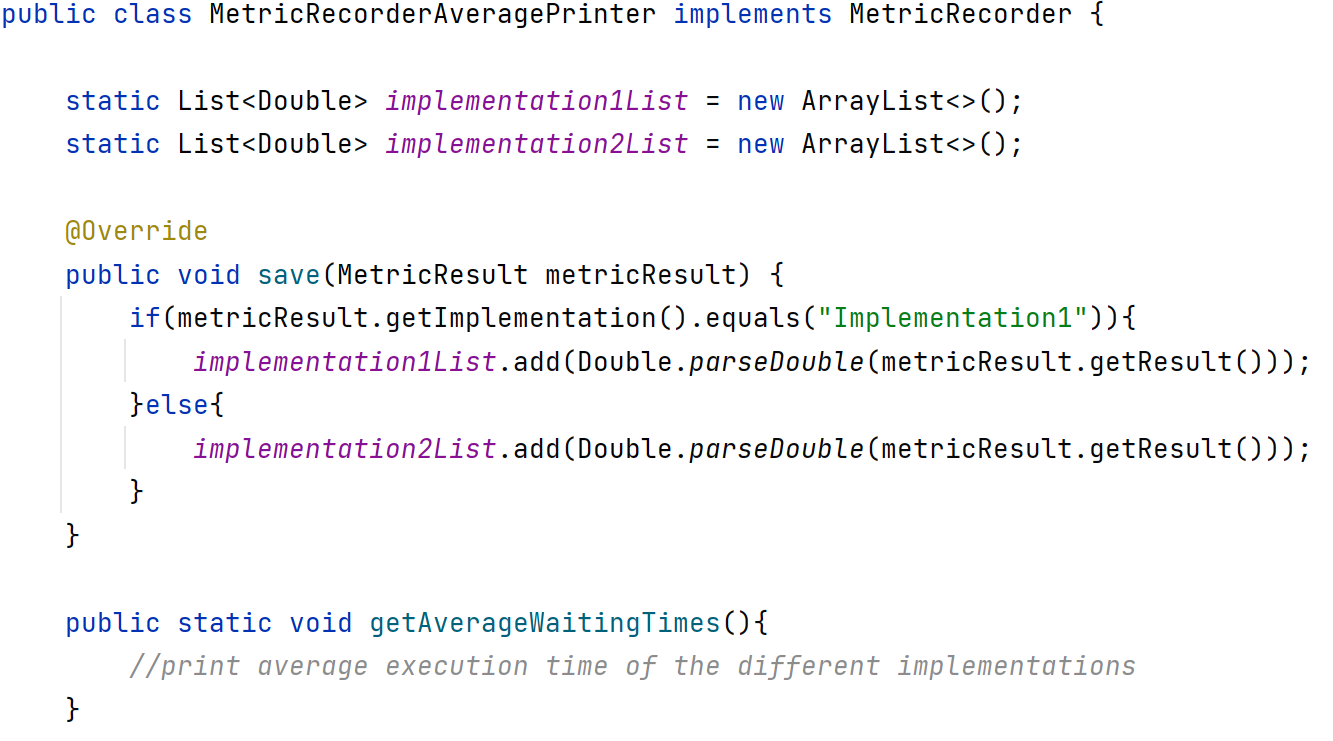 public class MetricRecorderAveragePrinter implements MetricRecorder {
static List<Double> implementation1List = new ArrayList<>();
static List<Double> implementation2List = new ArrayList<>();
@Override
public void save(MetricResult metricResult) {
if(metricResult.getImplementation().equals("Implementation1")){
implementation1List.add(Double.parseDouble(metricResult.getResult()));
}else{
implementation2List.add(Double.parseDouble(metricResult.getResult()));
}
}
public static void getAverageWaitingTimes(){
//print average execution time of the different implementations
}